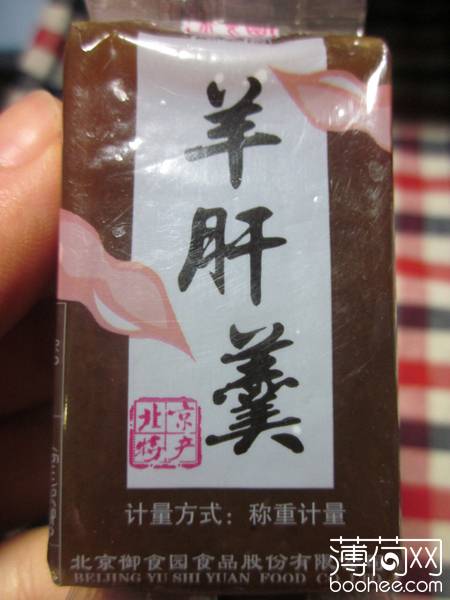 羊肝羹
北京
特产
计量方式：称重计量
北京御食园食品股份有限
BEIJING YU SHI YUAN FOOD
薄荷网
boohee.com